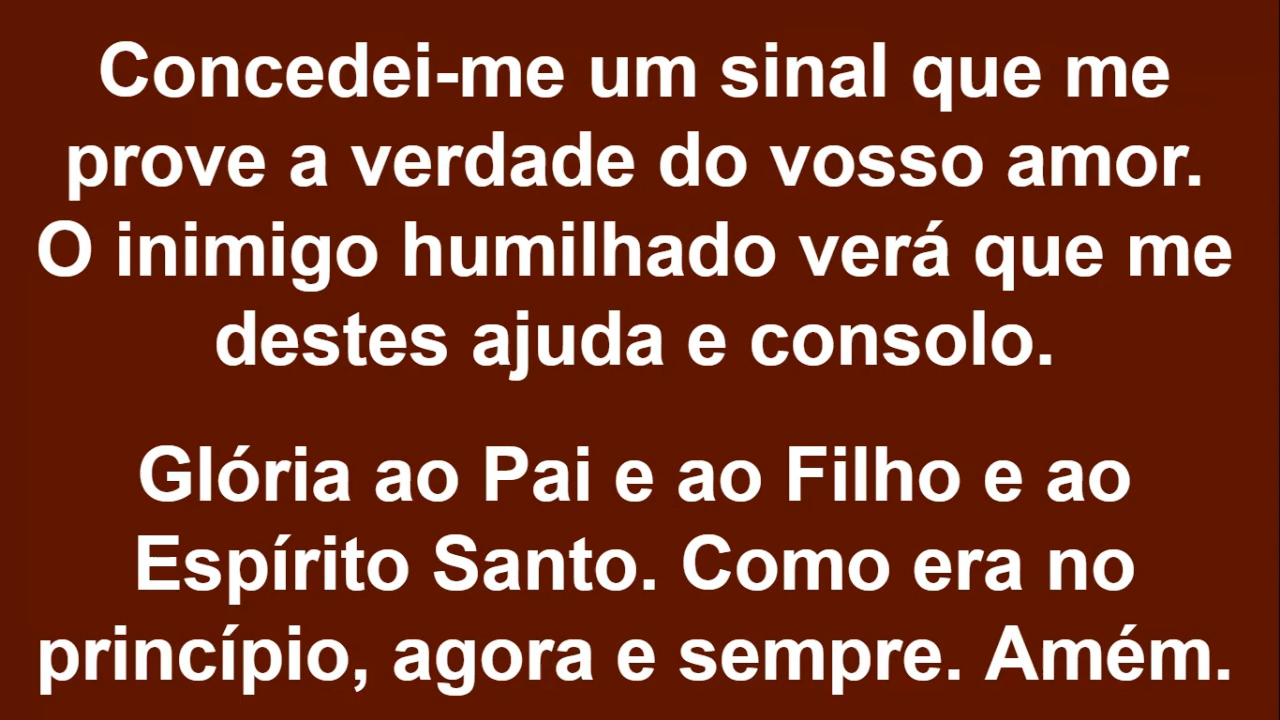 Concedei-me um sinal que me
prove a verdade do vosso amor.
O inimigo humilhado verá que me
destes ajuda e consolo.
Glória ao Pai e ao Filho e ao
Espírito Santo. Como era no
princípio, agora e sempre. Amém.